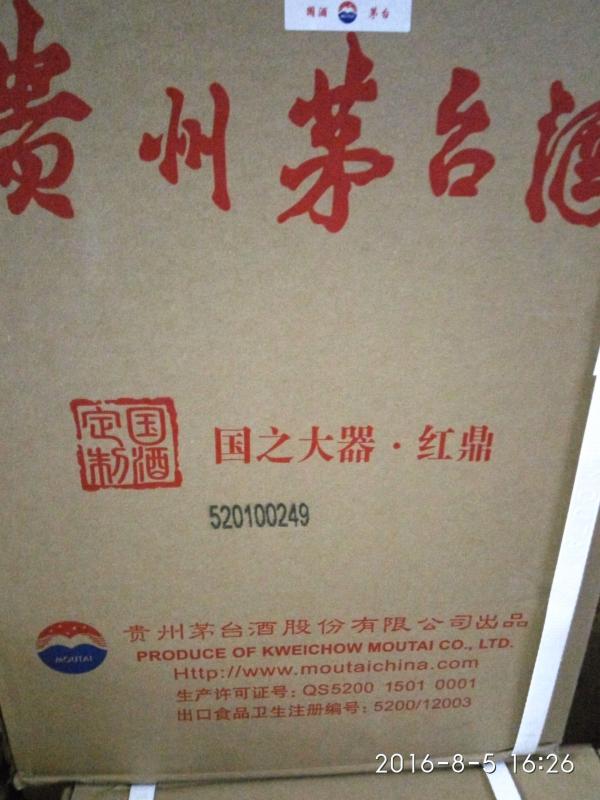 国酒 茅台
贵州茅台酒
国酒定制
国之大器·红鼎
520100249
MOUTAI
贵州茅台酒股份有限公司出品
PRODUCE OF KWEICHOW MOUTAI CO., LTD.
Http://www.moutaichina.com
生产许可证号: QS5200 1501 0001
出口食品卫生注册编号: 5200/12003
2016-8-5 16:26